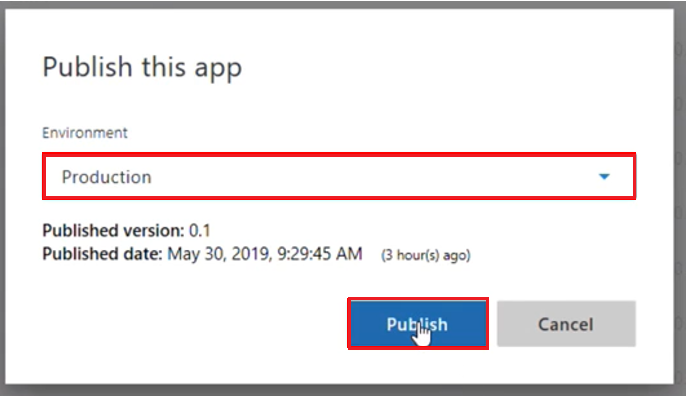 Publish this app
Environment
Production
Published version: 0.1
Published date: May 30, 2019, 9:29:45 AM (3 hour(s) ago)
Publish Cancel